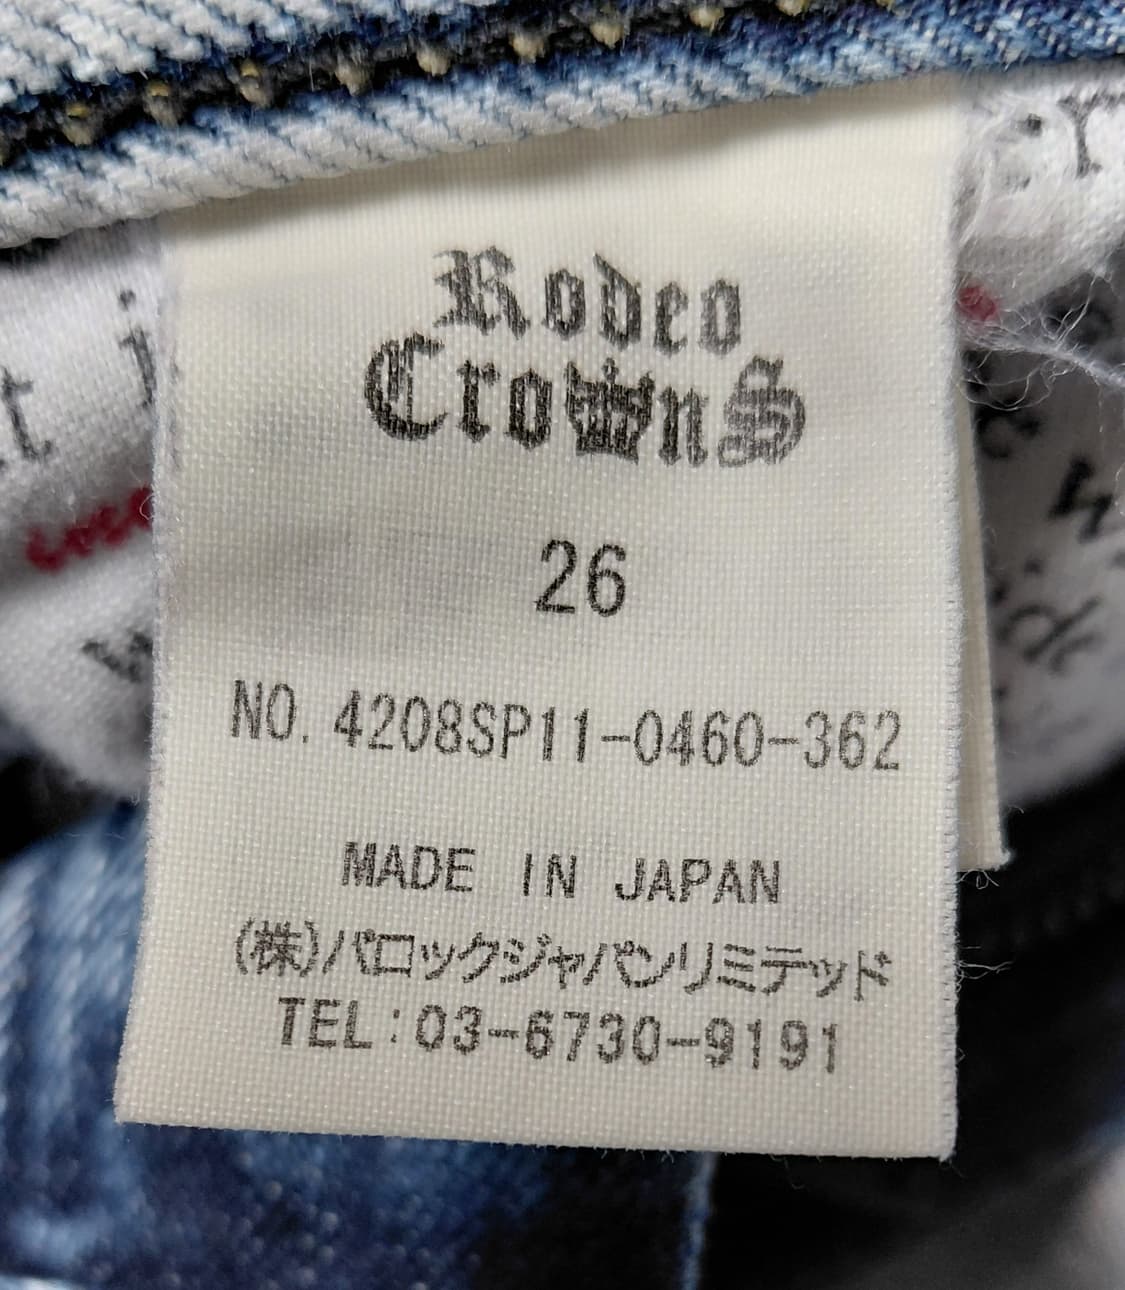 Rodeo
Crowns
26
NO. 4208SP11-0460-362
MADE IN JAPAN
(株)バロックジャパンリミテッド
TEL:03-6730-9191